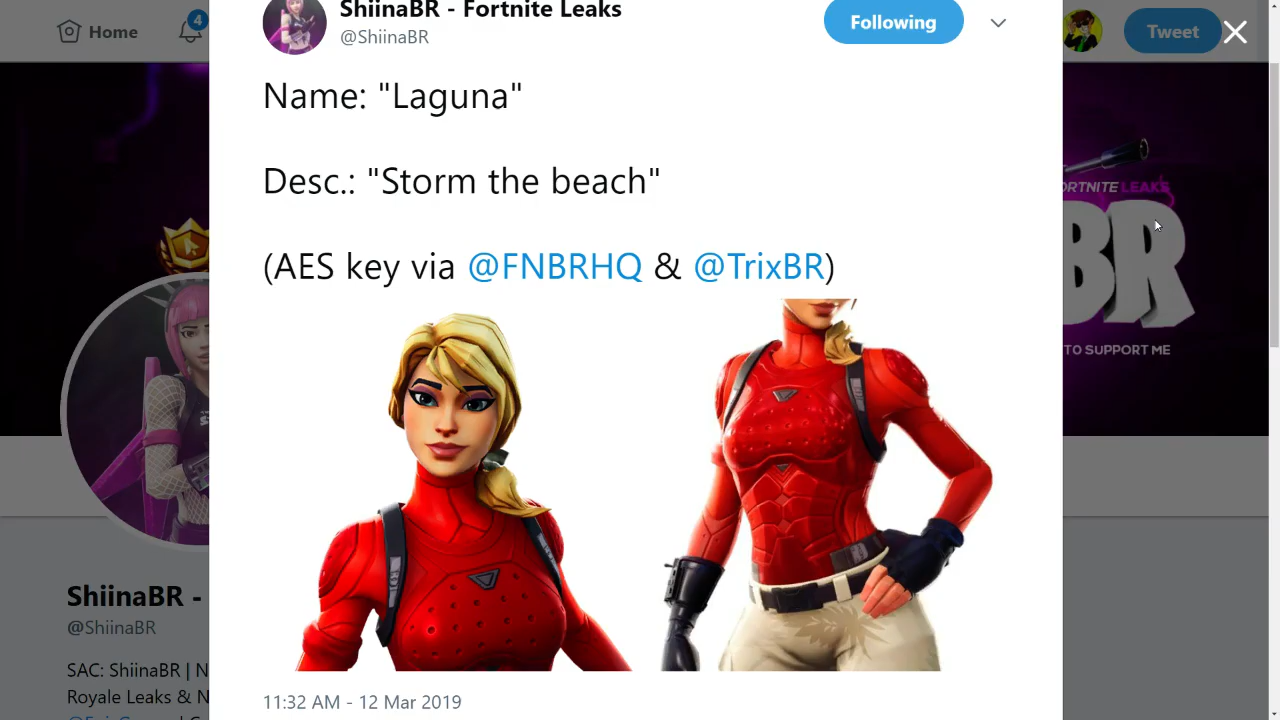 Home
4
ShiinaBR - Fortnite Leaks
@ShiinaBR
Following
Tweet
Name: "Laguna"
Desc.: "Storm the beach"
(AES key via @FNBRHQ & @TrixBR)
ORTNITE LEAKS
BR
TO SUPPORT ME
ShiinaBR -
@ShiinaBR
SAC: ShiinaBR | N
Royale Leaks & N
11:32 AM - 12 Mar 2019